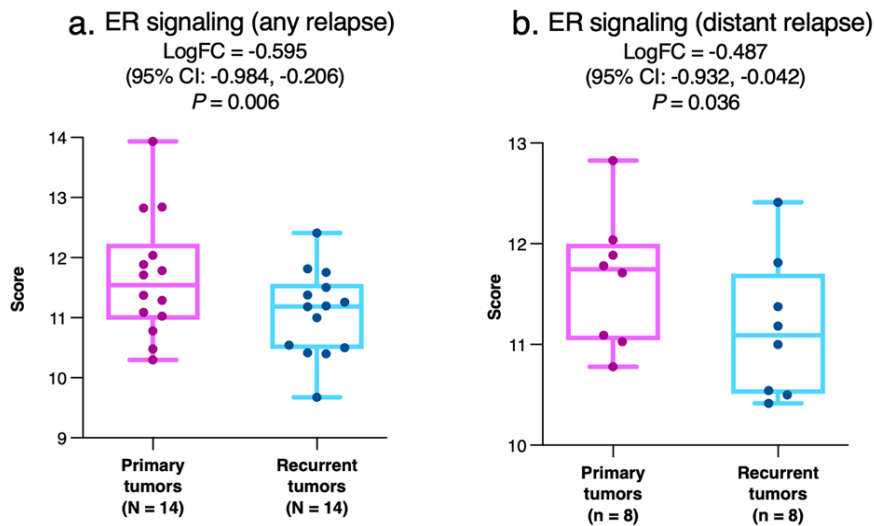 a. ER signaling (any relapse)
LogFC = -0.595
(95% CI: -0.984, -0.206)
P = 0.006
14
13
12
11
10
9
Score
Primary
tumors
(N = 14)
Recurrent
tumors
(N = 14)
b. ER signaling (distant relapse)
LogFC = -0.487
(95% CI: -0.932, -0.042)
P = 0.036
13
12
11
10
Score
Primary
tumors
(n = 8)
Recurrent
tumors
(n = 8)